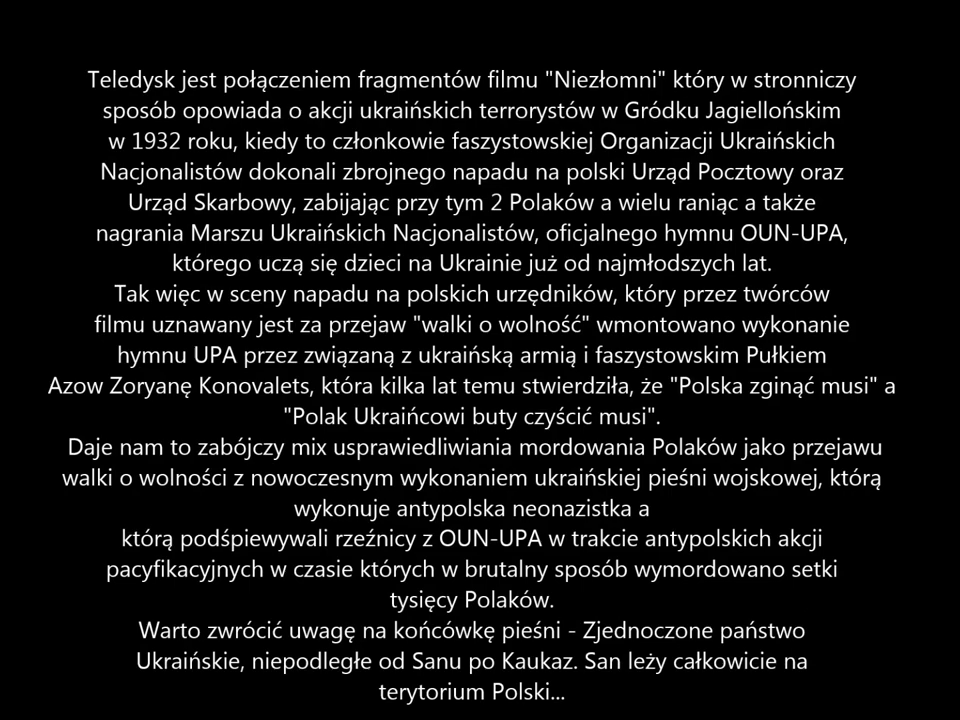 Teledysk jest połączeniem fragmentów filmu "Niezłomni" który w stronniczy
sposób opowiada o akcji ukraińskich terrorystów w Gródku Jagiellońskim
w 1932 roku, kiedy to członkowie faszystowskiej Organizacji Ukraińskich
Nacjonalistów dokonali zbrojnego napadu na polski Urząd Pocztowy oraz
Urząd Skarbowy, zabijając przy tym 2 Polaków a wielu raniąc a także
nagrania Marszu Ukraińskich Nacjonalistów, oficjalnego hymnu OUN-UPA,
którego uczą się dzieci na Ukrainie już od najmłodszych lat.
Tak więc w sceny napadu na polskich urzędników, który przez twórców
filmu uznawany jest za przejaw "walki o wolność" wmontowano wykonanie
hymnu UPA przez związaną z ukraińską armią i faszystowskim Pułkiem
Azow Zoryanę Konovalets, która kilka lat temu stwierdziła, że "Polska zginąć musi" a
"Polak Ukraińcowi buty czyścić musi".
Daje nam to zabójczy mix usprawiedliwiania mordowania Polaków jako przejawu
walki o wolności z nowoczesnym wykonaniem ukraińskiej pieśni wojskowej, którą
wykonuje antypolska neonazistka a
którą podśpiewywali rzeźnicy z OUN-UPA w trakcie antypolskich akcji
pacyfikacyjnych w czasie których w brutalny sposób wymordowano setki
tysięcy Polaków.
Warto zwrócić uwagę na końcówkę pieśni - Zjednoczone państwo
Ukraińskie, niepodległe od Sanu po Kaukaz. San leży całkowicie na
terytorium Polski...